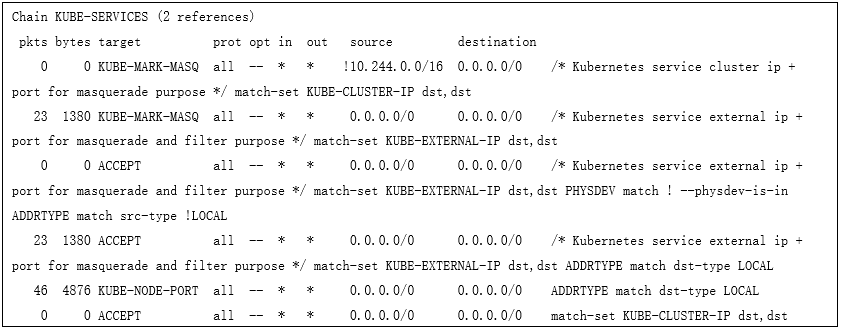 Chain KUBE-SERVICES (2 references)
pkts bytes target prot opt in out source destination
0 0 KUBE-MARK-MASQ all -- * * !10.244.0.0/16 0.0.0.0/0 /* Kubernetes service cluster ip +
port for masquerade purpose */ match-set KUBE-CLUSTER-IP dst,dst
23 1380 KUBE-MARK-MASQ all -- * * 0.0.0.0/0 0.0.0.0/0 /* Kubernetes service external ip +
port for masquerade and filter purpose */ match-set KUBE-EXTERNAL-IP dst,dst
0 0 ACCEPT all -- * * 0.0.0.0/0 0.0.0.0/0 /* Kubernetes service external ip +
port for masquerade and filter purpose */ match-set KUBE-EXTERNAL-IP dst,dst PHYSDEV match ! --physdev-is-in
ADDRTYPE match src-type !LOCAL
23 1380 ACCEPT all -- * * 0.0.0.0/0 0.0.0.0/0 /* Kubernetes service external ip +
port for masquerade and filter purpose */ match-set KUBE-EXTERNAL-IP dst,dst ADDRTYPE match dst-type LOCAL
46 4876 KUBE-NODE-PORT all -- * * 0.0.0.0/0 0.0.0.0/0 ADDRTYPE match dst-type LOCAL
0 0 ACCEPT all -- * * 0.0.0.0/0 0.0.0.0/0 match-set KUBE-CLUSTER-IP dst,dst